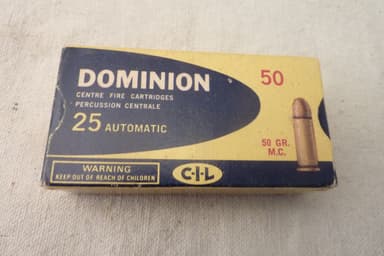 DOMINION
50
CENTRE FIRE CARTRIDGES
PERCUSSION CENTRALE
25 AUTOMATIC
50 GR.
M.C.
WARNING
KEEP OUT OF REACH OF CHILDREN
C-I-L